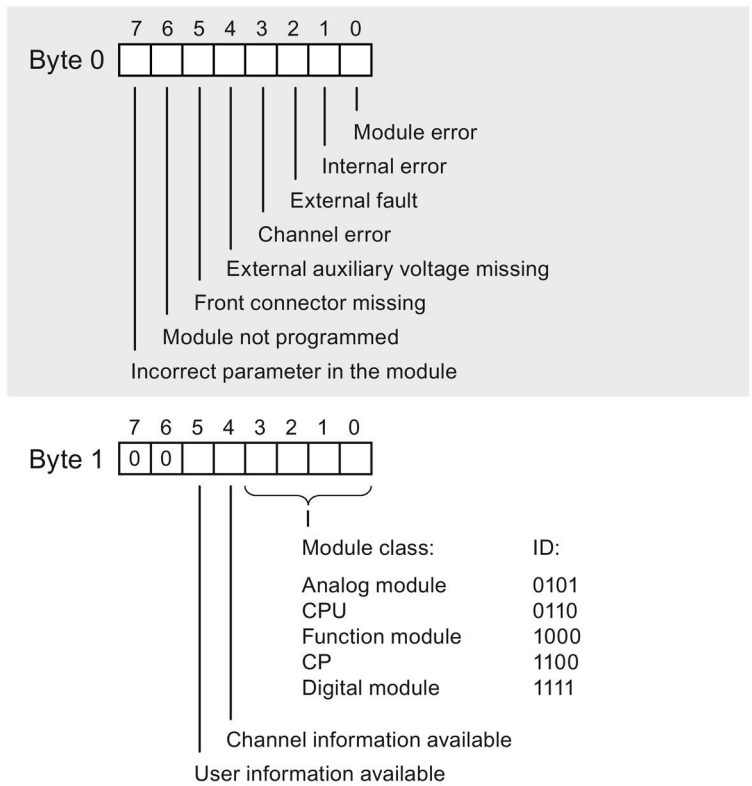 7 6 5 4 3 2 1 0
Byte 0
Module error
Internal error
External fault
Channel error
External auxiliary voltage missing
Front connector missing
Module not programmed
Incorrect parameter in the module
7 6 5 4 3 2 1 0
Byte 1 0 0
Module class: ID:
Analog module 0101
CPU 0110
Function module 1000
CP 1100
Digital module 1111
Channel information available
User information available